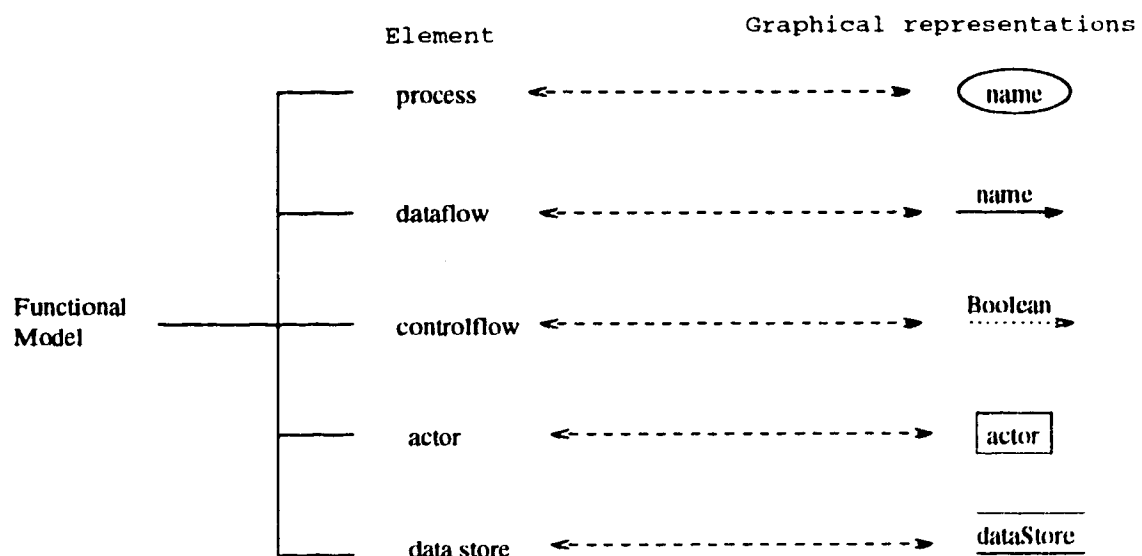 Element Graphical representations
process name
dataflow name
Functional
Model
controlflow Boolean
actor actor
data store dataStore